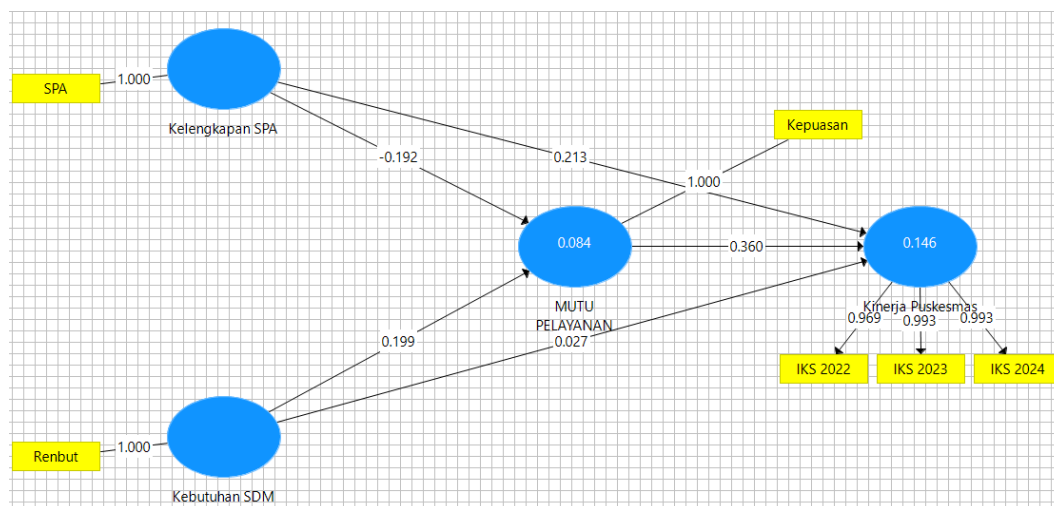 SPA
1.000
Kelengkapan SPA
Kepuasan
-0.192
0.213
1.000
0.084
0.360
0.146
MUTU
PELAYANAN
Kinerja Puskesmas
0.969
0.993
0.993
0.199
0.027
IKS 2022
IKS 2023
IKS 2024
Renbut
1.000
Kebutuhan SDM